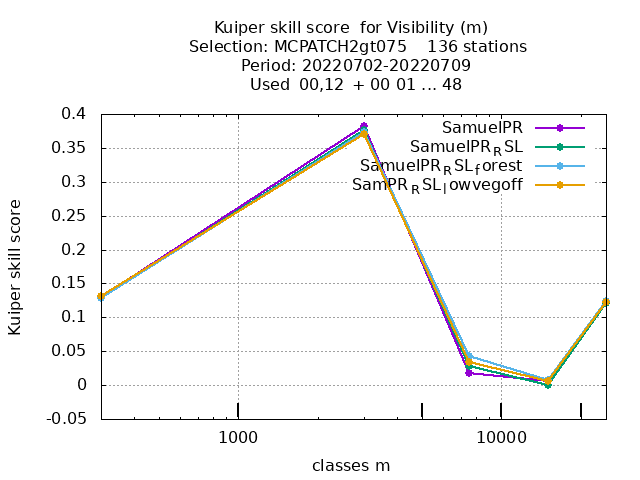 Kuiper skill score  for Visibility (m)
Selection: MCPATCH2gt075    136 stations
Period: 20220702-20220709
Used  00,12  + 00 01 ... 48
0.4
0.35
0.3
0.25
0.2
0.15
0.1
0.05
0
-0.05
Kuiper skill score
SamuelPR
SamuelPR_RSL
SamuelPR_RSL_forest
SamPR_RSL_lowvegoff
1000
10000
classes m